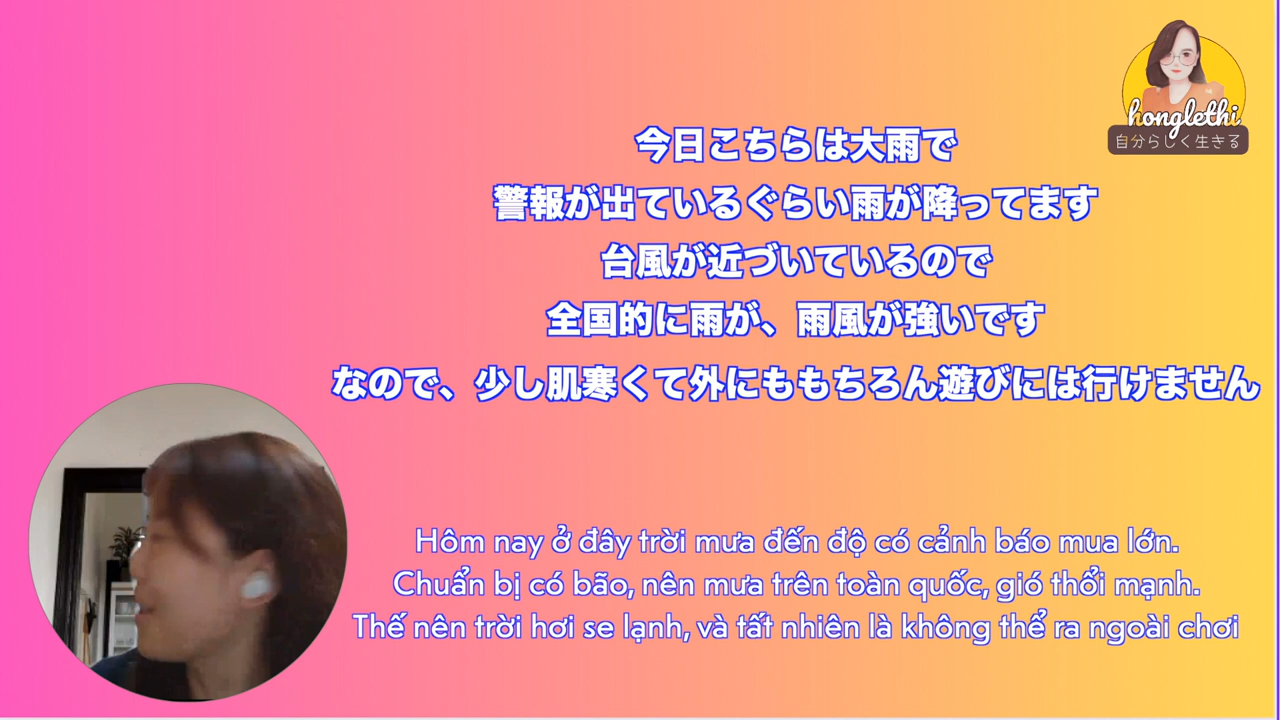 honglethi
自分らしく生きる
今日こちらは大雨で
警報が出ているぐらい雨が降ってます
台風が近づいているので
全国的に雨が、雨風が強いです
なので、少し肌寒くて外にももちろん遊びには行けません
Hôm nay ở đây trời mưa đến độ có cảnh báo mua lớn.
Chuẩn bị có bão, nên mưa trên toàn quốc, gió thổi mạnh.
Thế nên trời hơi se lạnh, và tất nhiên là không thể ra ngoài chơi